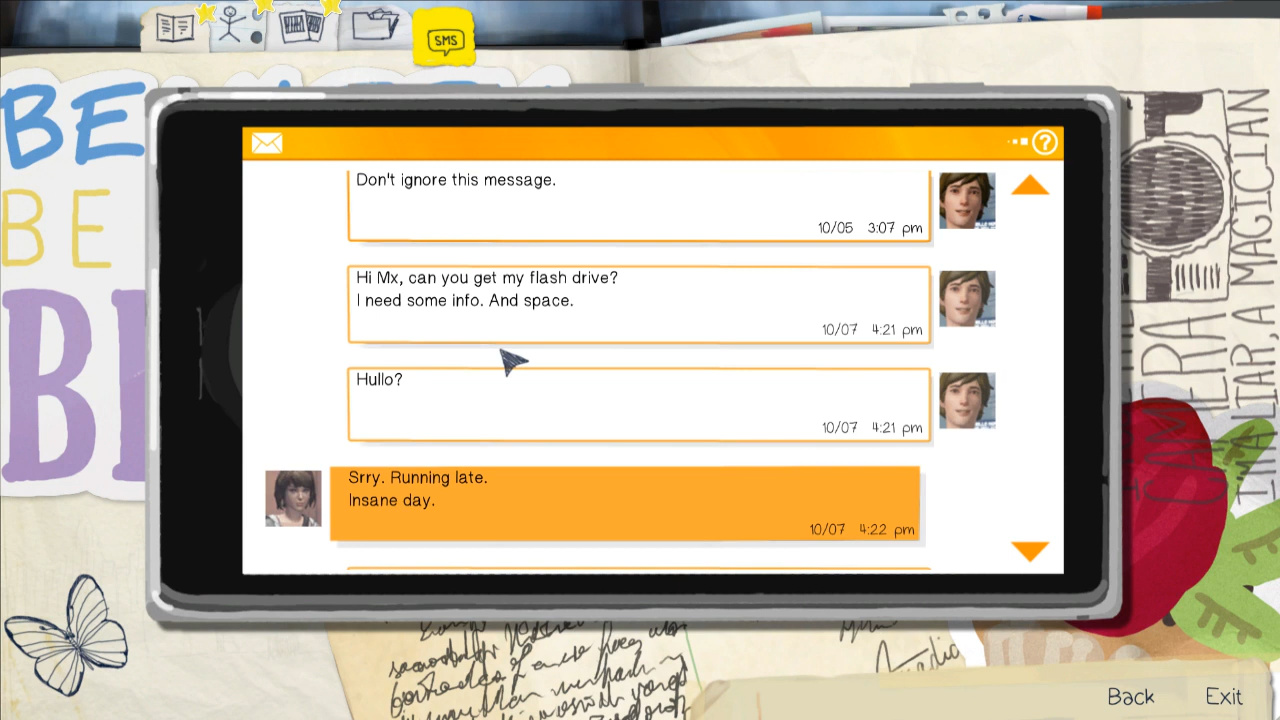 SMS
BE
BE
Don't ignore this message.
10/05 3:07 pm
Hi Mx, can you get my flash drive?
I need some info. And space.
10/07 4:21 pm
Hullo?
10/07 4:21 pm
Srry. Running late.
Insane day.
10/07 4:22 pm
I'M A LIAR, A MAGICIAN
Back
Exit